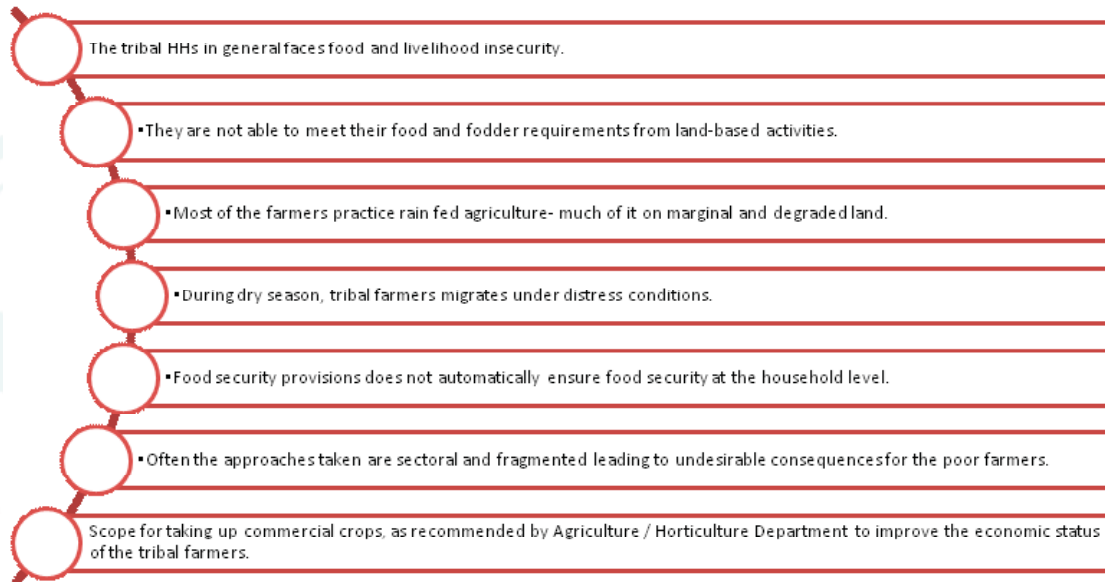 The tribal HHs in general faces food and livelihood insecurity.
▪They are not able to meet their food and fodder requirements from land-based activities.
▪Most of the farmers practice rain fed agriculture- much of it on marginal and degraded land.
▪During dry season, tribal farmers migrates under distress conditions.
▪Food security provisions does not automatically ensure food security at the household level.
▪Often the approaches taken are sectoral and fragmented leading to undesirable consequences for the poor farmers.
Scope for taking up commercial crops, as recommended by Agriculture / Horticulture Department to improve the economic status
of the tribal farmers.